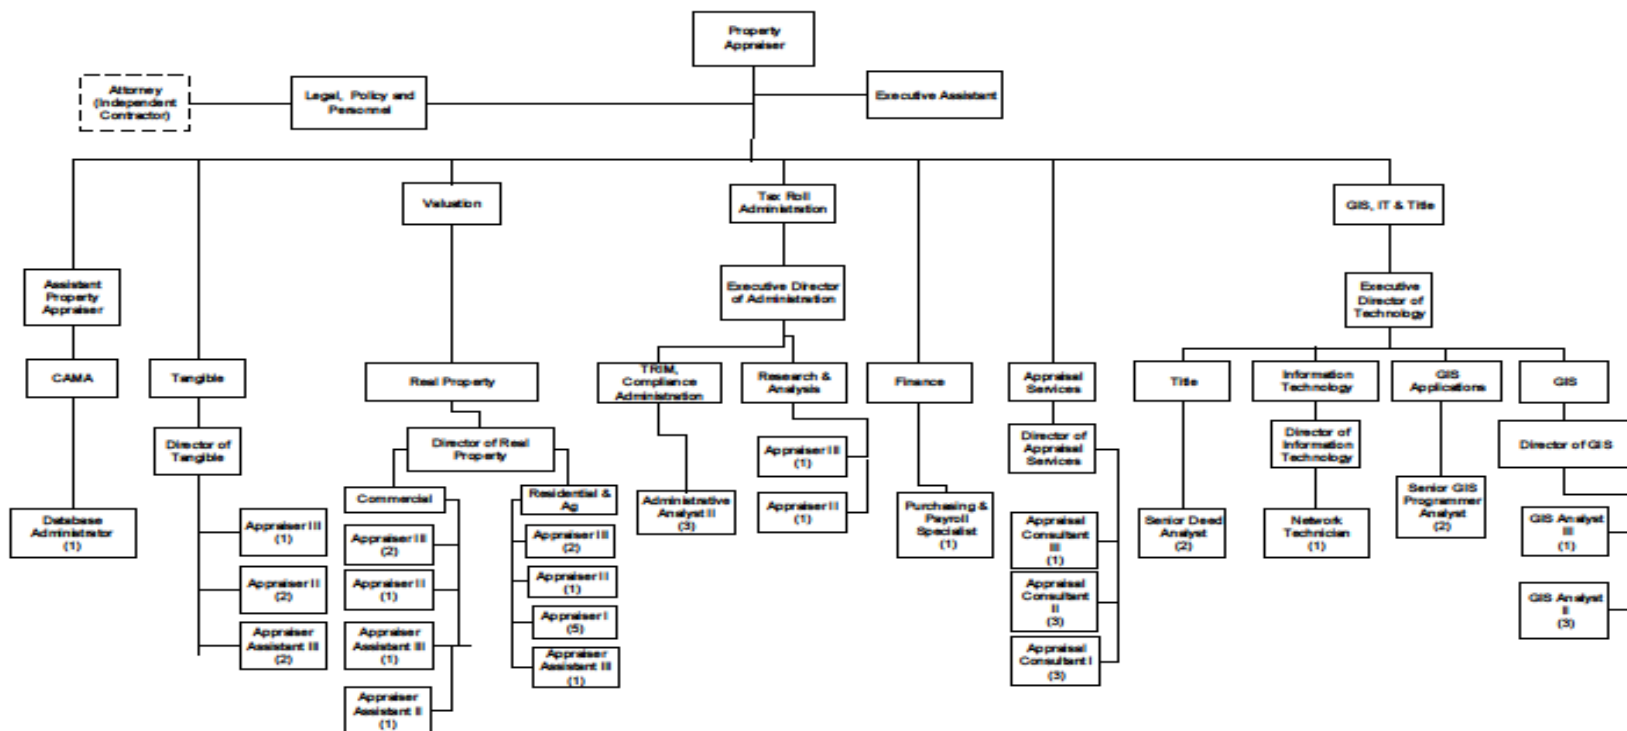 Property
Appraiser
Attorney
(Independent
Contractor)
Legal, Policy and
Personnel
Executive Assistant
Valuation
Tax Roll
Administration
GIS, IT & Title
Assistant
Property
Appraiser
Executive Director
of Administration
Executive
Director of
Technology
CAMA
Tangible
Real Property
TRIM,
Compliance
Administration
Research &
Analysis
Finance
Appraisal
Services
Title
Information
Technology
GIS
Applications
GIS
Director of
Tangible
Director of Real
Property
Director of
Appraisal
Services
Director of
Information
Technology
Director of GIS
Database
Administrator
(1)
Appraiser III
(1)
Appraiser II
(2)
Appraiser
Assistant III
(2)
Commercial
Appraiser III
(2)
Appraiser II
(1)
Appraiser
Assistant III
(1)
Appraiser
Assistant II
(1)
Residential &
Ag
Appraiser III
(2)
Appraiser II
(1)
Appraiser I
(5)
Appraiser
Assistant III
(1)
Administrative
Analyst II
(3)
Appraiser III
(1)
Appraiser II
(1)
Purchasing &
Payroll
Specialist
(1)
Appraisal
Consultant
III
(1)
Appraisal
Consultant
II
(3)
Appraisal
Consultant I
(3)
Senior Deed
Analyst
(2)
Network
Technician
(1)
Senior GIS
Programmer
Analyst
(2)
GIS Analyst
III
(1)
GIS Analyst
II
(3)